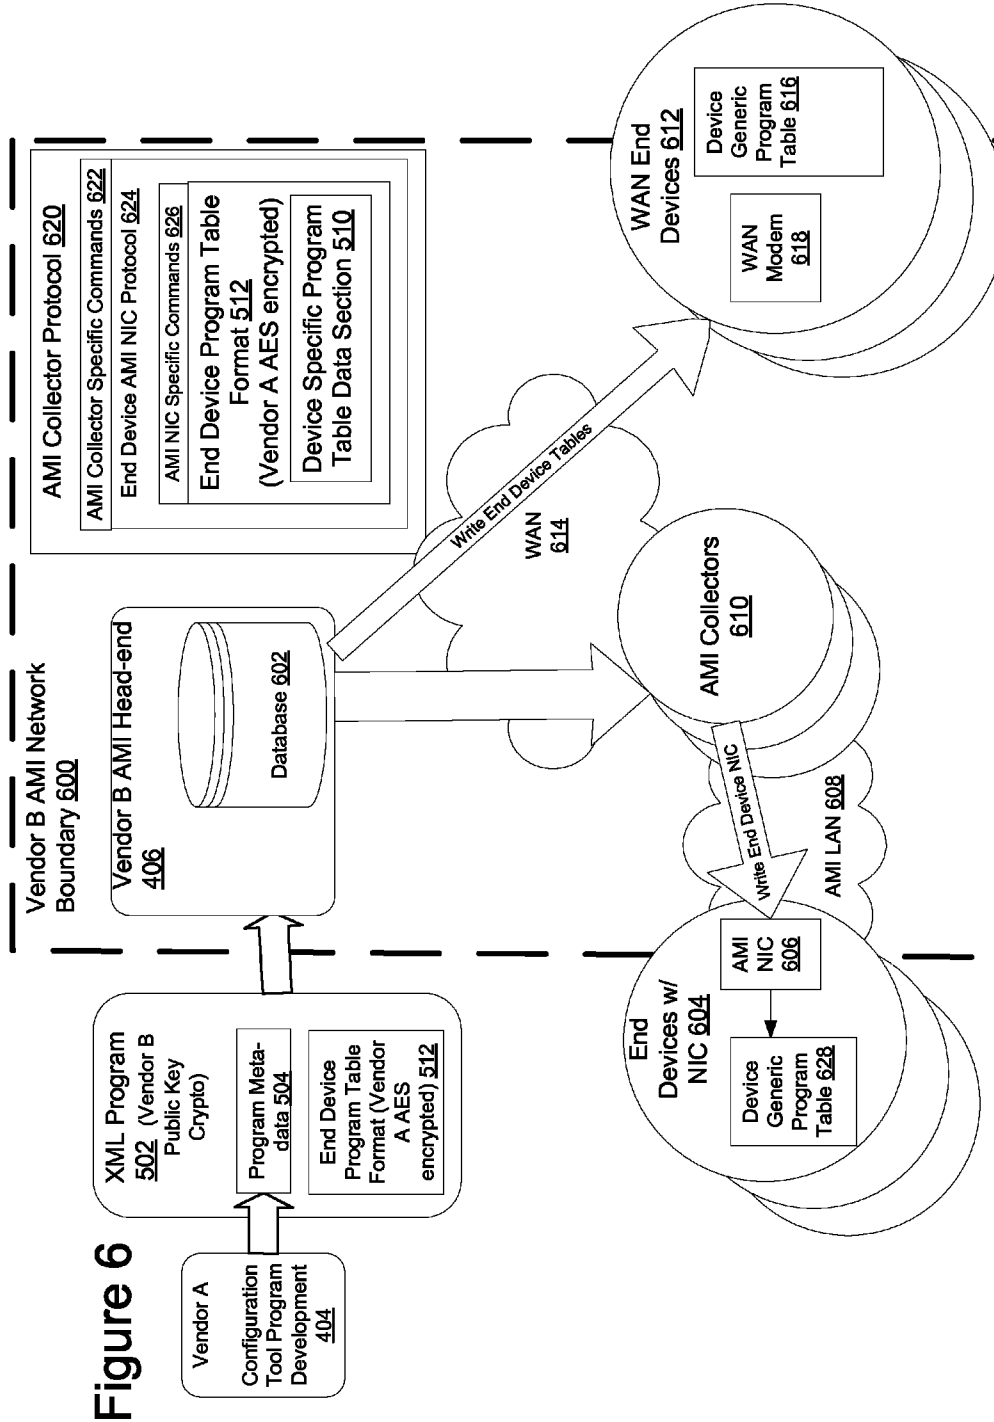 Figure 6
Vendor A
Configuration
Tool Program
Development
404
XML Program
502 (Vendor B
Public Key
Crypto)
Program Meta-
data 504
End Device
Program Table
Format (Vendor
A AES
encrypted) 512
Vendor B AMI Network
Boundary 600
Vendor B AMI Head-end
406
Database 602
AMI Collector Protocol 620
AMI Collector Specific Commands 622
End Device AMI NIC Protocol 624
AMI NIC Specific Commands 626
End Device Program Table
Format 512
(Vendor A AES encrypted)
Device Specific Program
Table Data Section 510
WAN
614
Write End Device Tables
WAN End
Devices 612
Device
Generic
Program
Table 616
WAN
Modem
618
AMI Collectors
610
Write End Device NIC
AMI LAN 608
End
Devices w/
NIC 604
AMI
NIC
606
Device
Generic
Program
Table 628